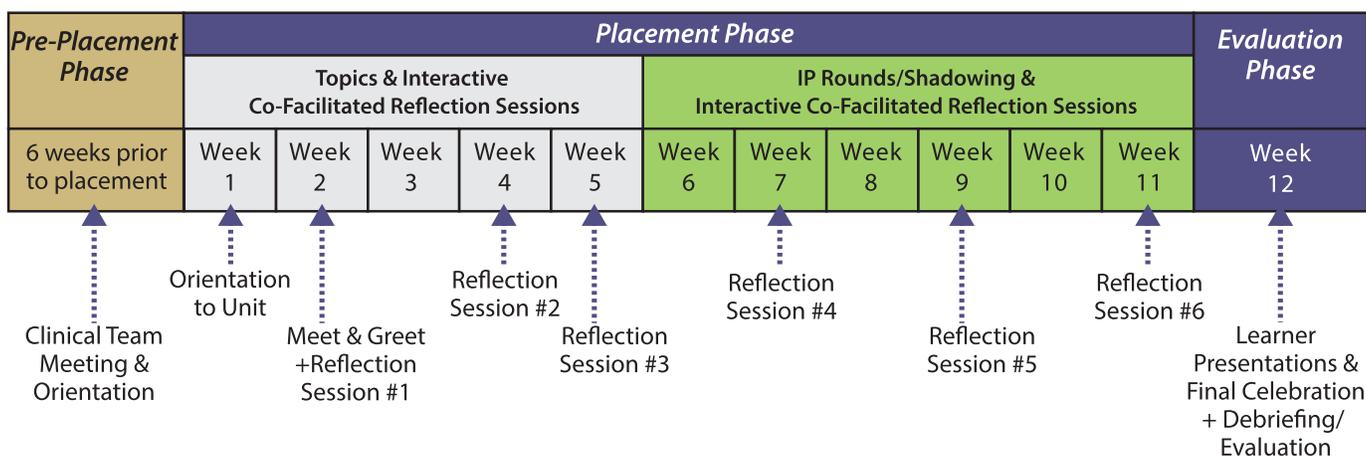 Pre-Placement
Phase
Placement Phase
Evaluation
Phase
Topics & Interactive
Co-Facilitated Reflection Sessions
IP Rounds/Shadowing &
Interactive Co-Facilitated Reflection Sessions
6 weeks prior
to placement
Week
1
Week
2
Week
3
Week
4
Week
5
Week
6
Week
7
Week
8
Week
9
Week
10
Week
11
Week
12
Clinical Team
Meeting &
Orientation
Orientation
to Unit
Meet & Greet
+Reflection
Session #1
Reflection
Session #2
Reflection
Session #3
Reflection
Session #4
Reflection
Session #5
Reflection
Session #6
Learner
Presentations &
Final Celebration
+ Debriefing/
Evaluation